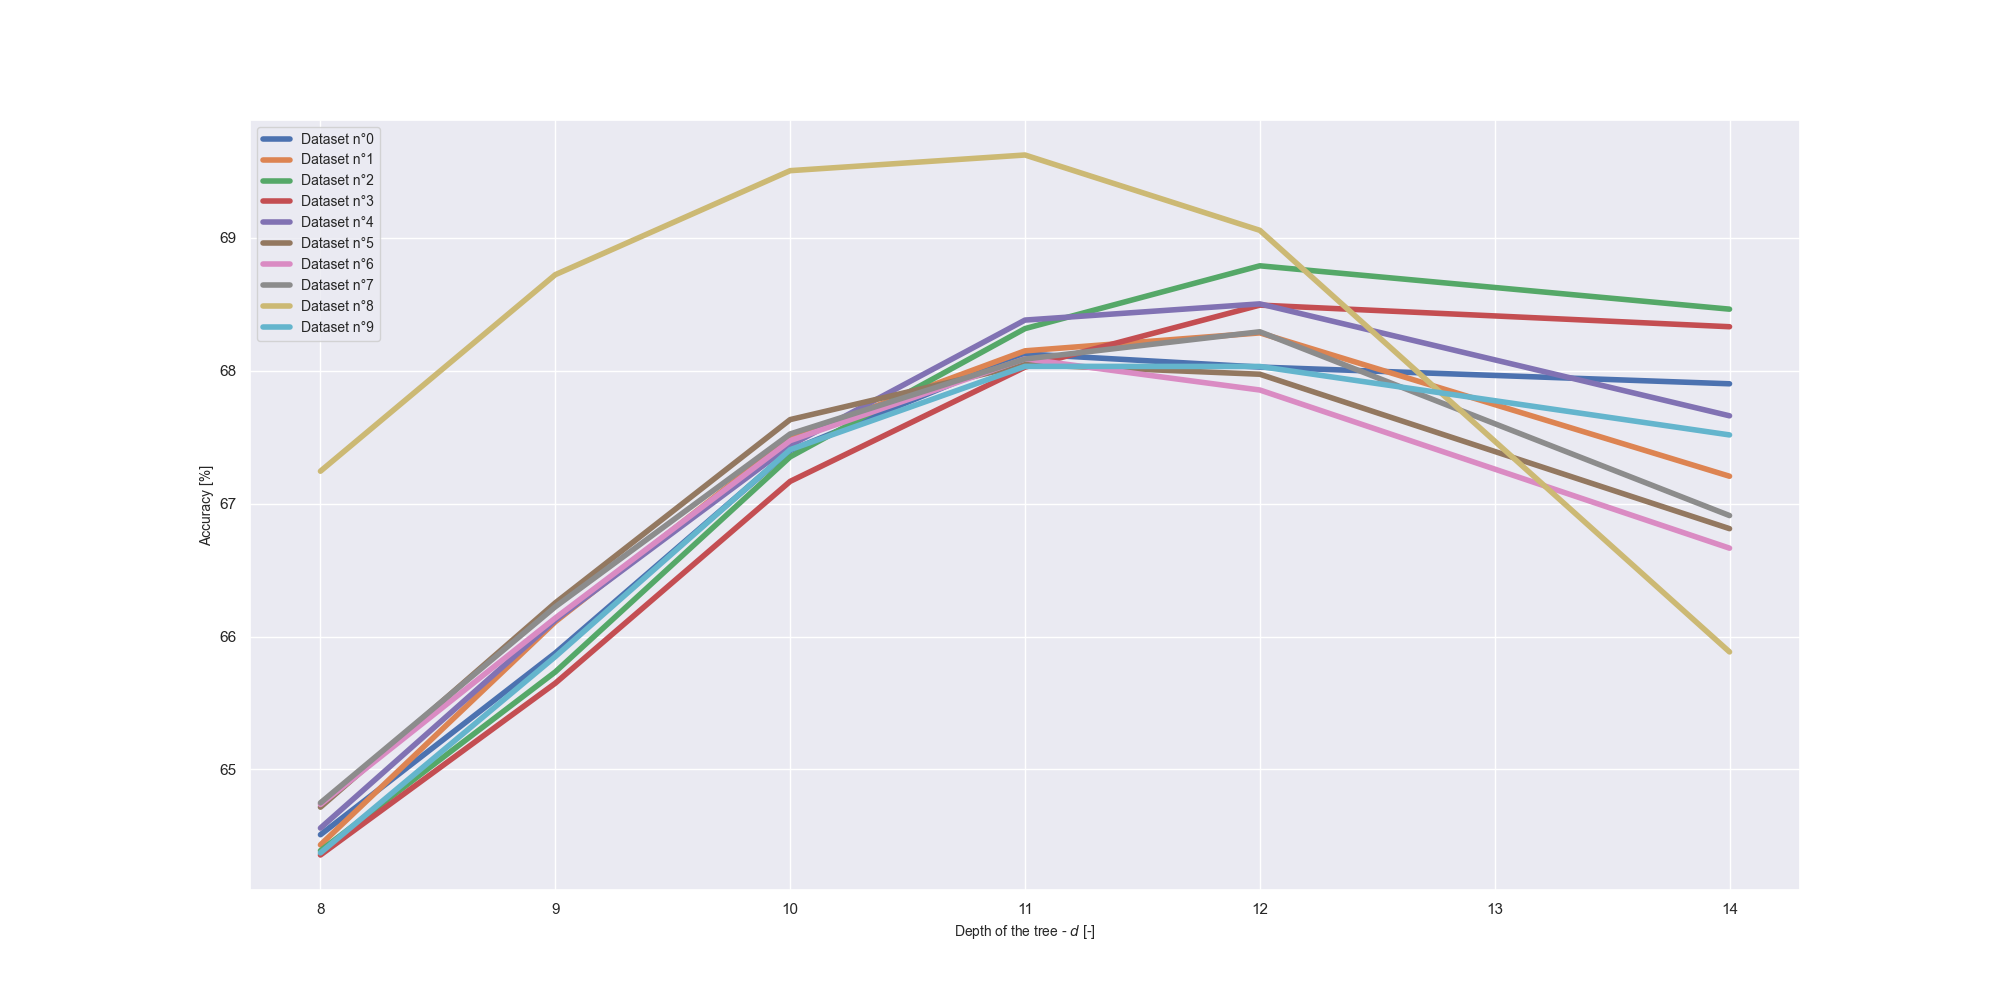 Dataset n°0
Dataset n°1
Dataset n°2
Dataset n°3
Dataset n°4
Dataset n°5
Dataset n°6
Dataset n°7
Dataset n°8
Dataset n°9
69
68
67
66
65
Accuracy [%]
8 9 10 11 12 13 14
Depth of the tree - d [-]